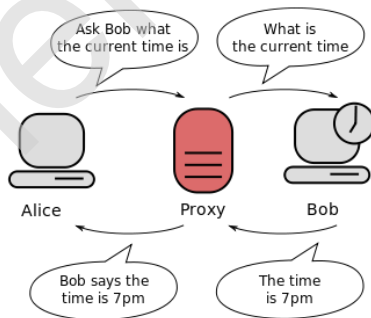 Ask Bob what
the current time is
What is
the current time
Alice
Proxy
Bob
Bob says the
time is 7pm
The time
is 7pm